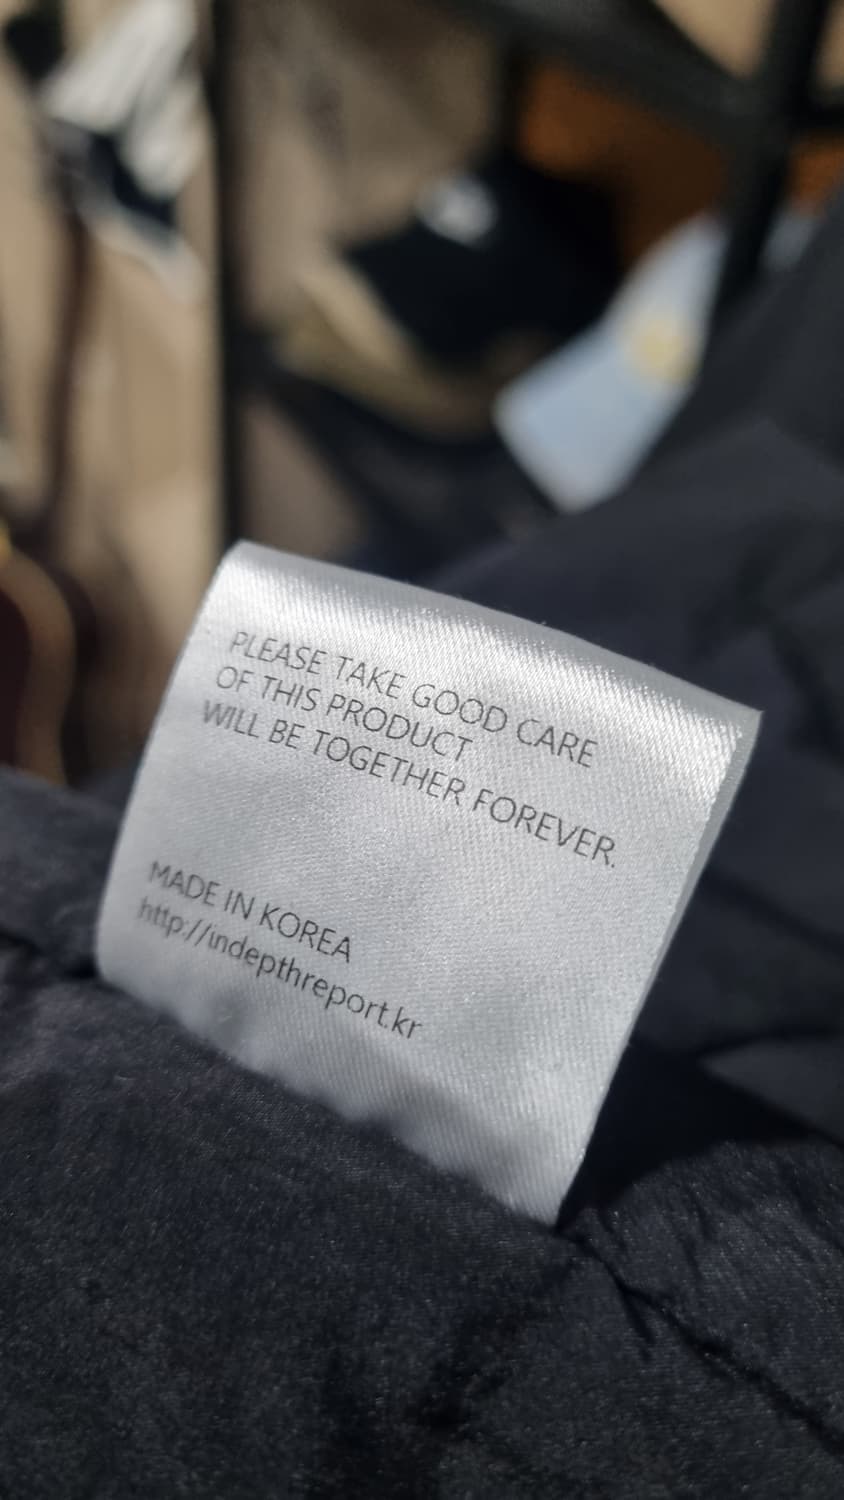 PLEASE TAKE GOOD CARE
OF THIS PRODUCT
WILL BE TOGETHER FOREVER.
MADE IN KOREA
http://indepthreport.kr